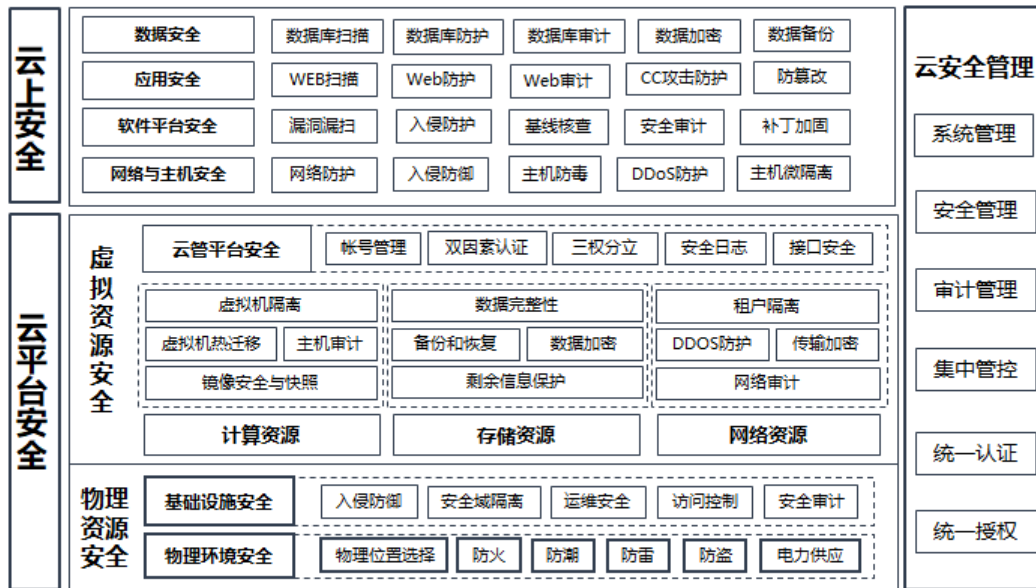 云上安全
数据安全 数据库扫描 数据库防护 数据库审计 数据加密 数据备份
应用安全 WEB扫描 Web防护 Web审计 CC攻击防护 防篡改
软件平台安全 漏洞漏扫 入侵防护 基线核查 安全审计 补丁加固
网络与主机安全 网络防护 入侵防御 主机防毒 DDoS防护 主机微隔离
云平台安全
虚拟资源安全
云管平台安全 帐号管理 双因素认证 三权分立 安全日志 接口安全
虚拟机隔离 数据完整性 租户隔离
虚拟机热迁移 主机审计 备份和恢复 数据加密 DDOS防护 传输加密
镜像安全与快照 剩余信息保护 网络审计
计算资源 存储资源 网络资源
物理
资源
安全
基础设施安全 入侵防御 安全域隔离 运维安全 访问控制 安全审计
物理环境安全 物理位置选择 防火 防潮 防雷 防盗 电力供应
云安全管理
系统管理
安全管理
审计管理
集中管控
统一认证
统一授权